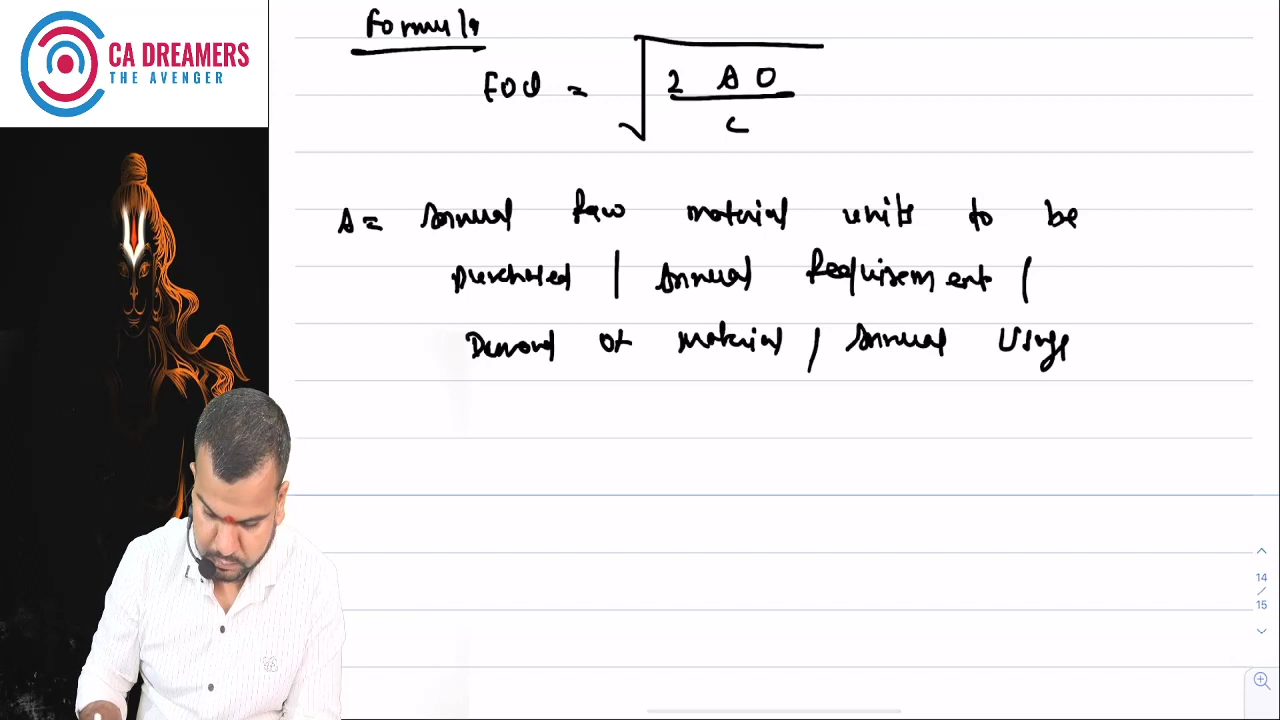 CA DREAMERS
THE AVENGER
Formula
EOQ = √ 2 A O / C
A = Annual Raw material units to be
purchased | Annual Requirement |
Demand of material / Annual Usage
14
/
15